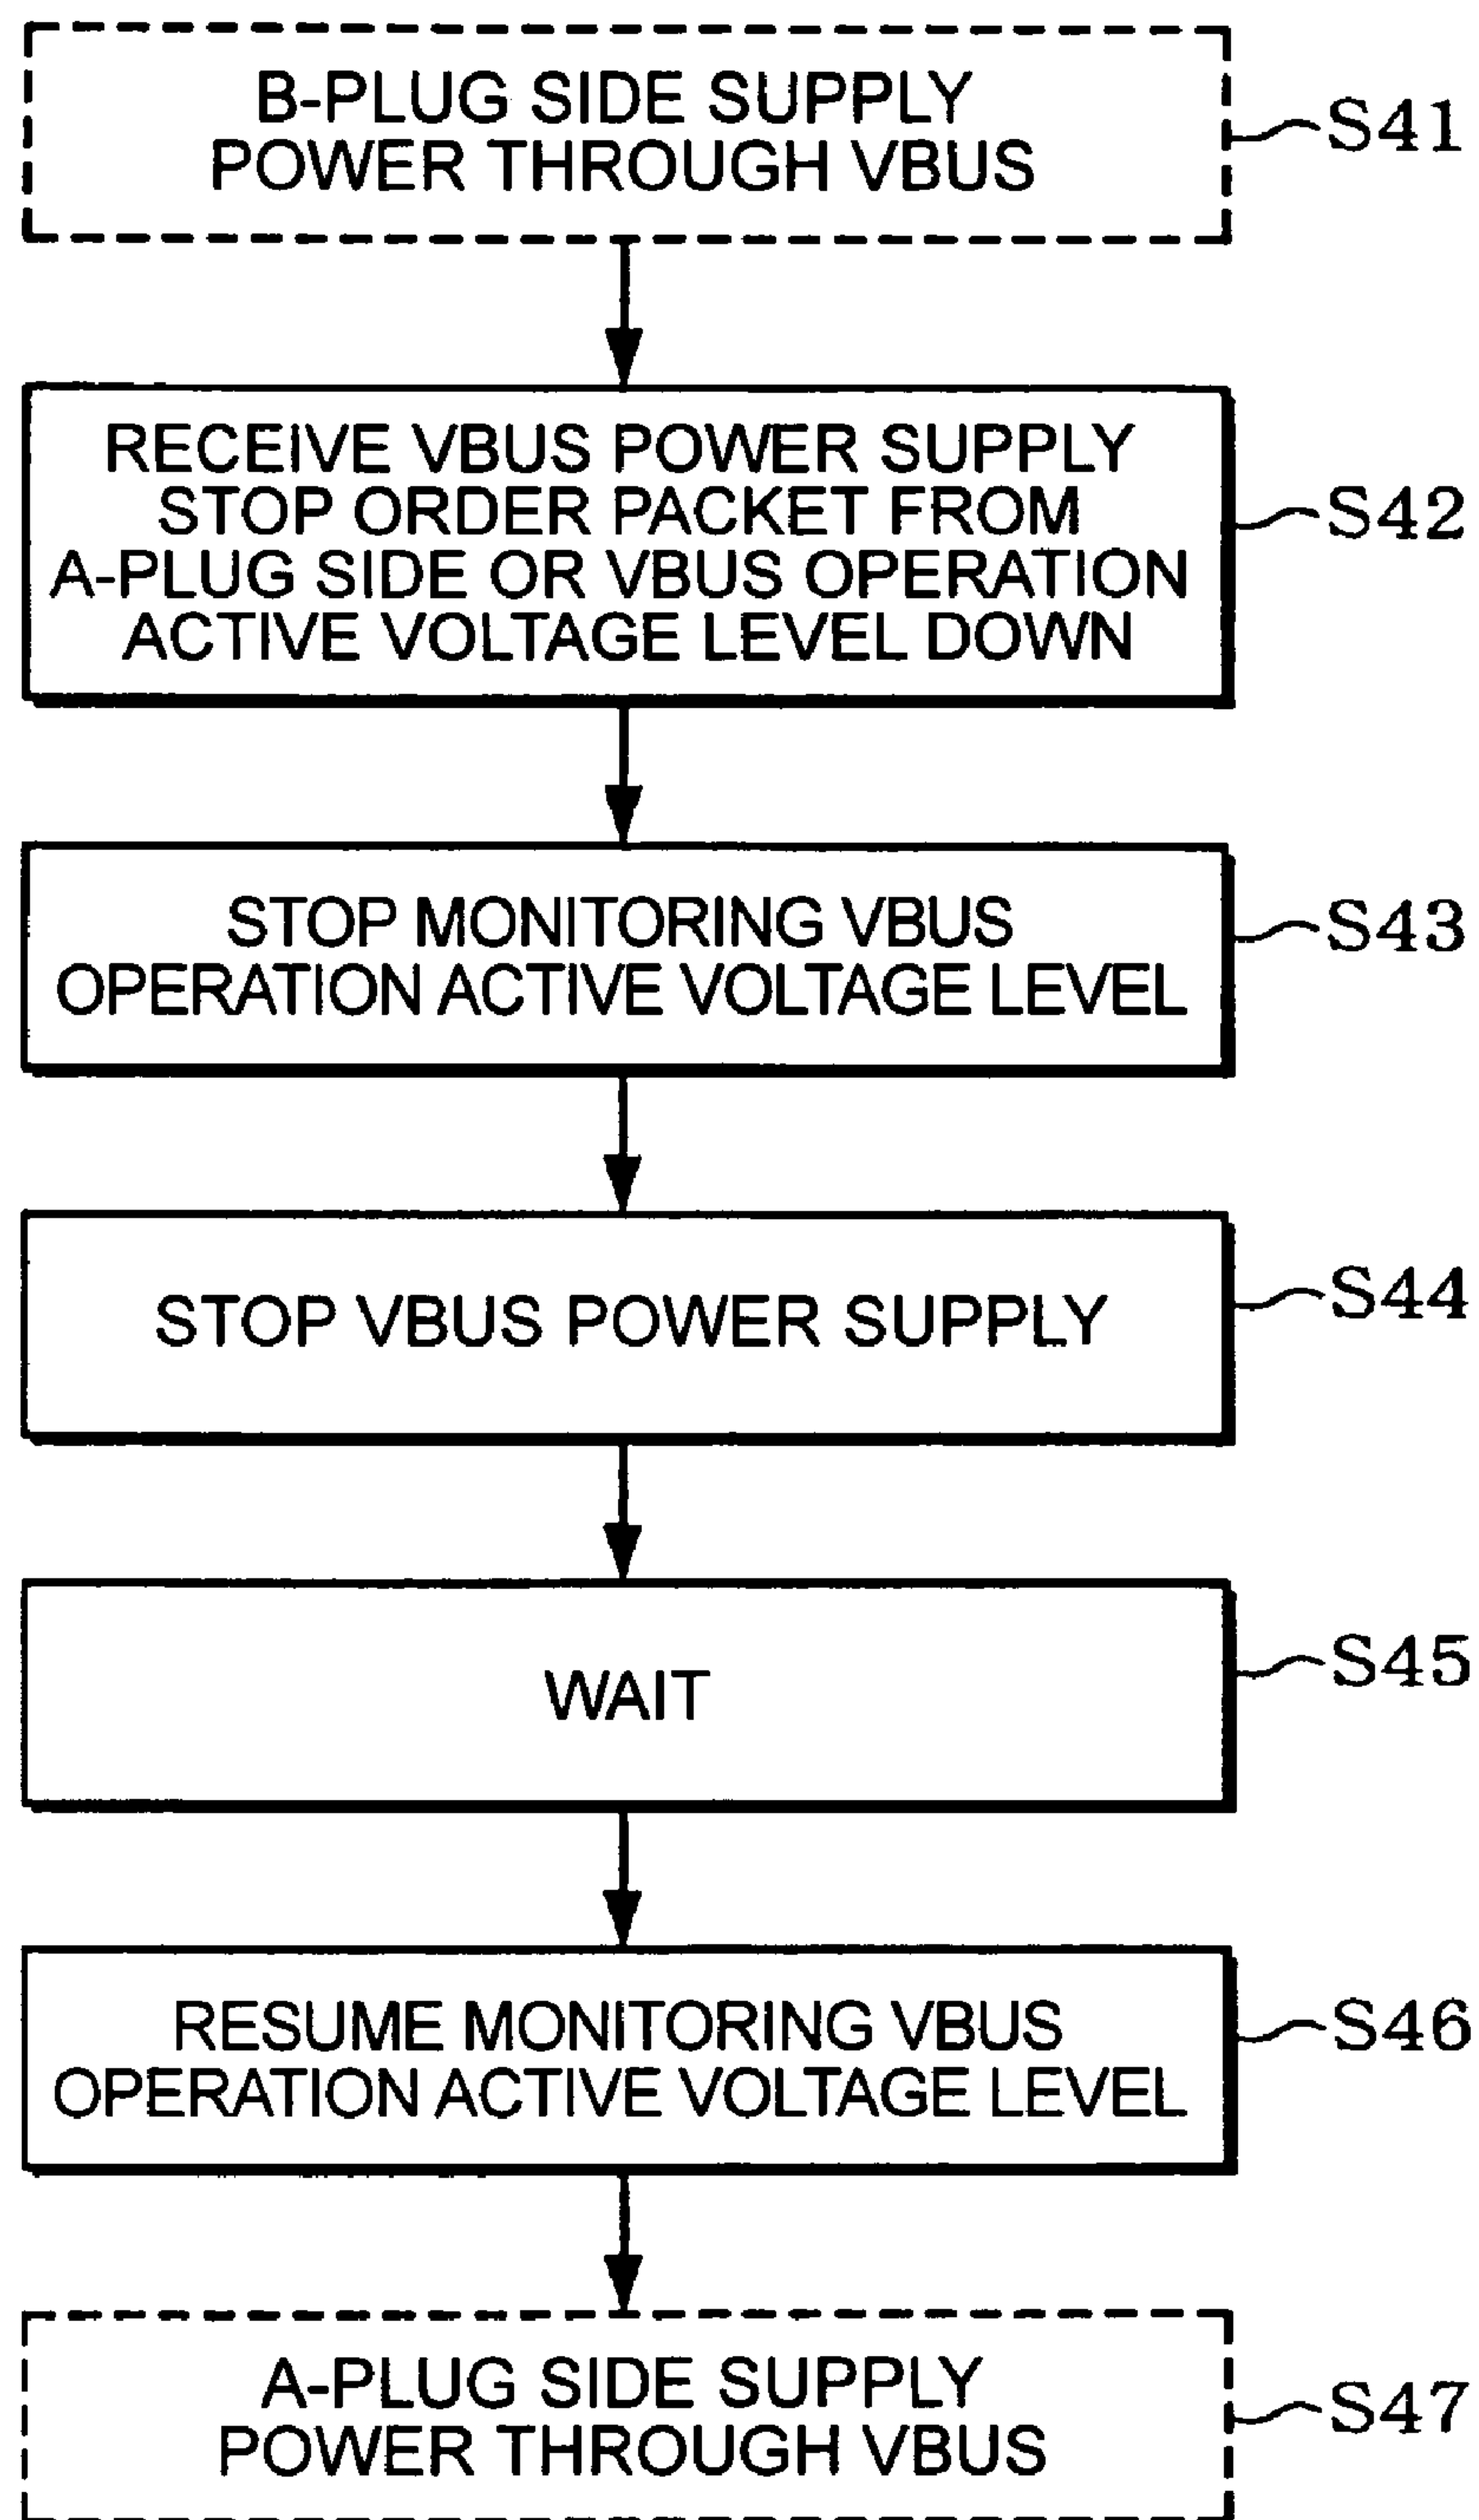 B-PLUG SIDE SUPPLY
POWER THROUGH VBUS
S41
RECEIVE VBUS POWER SUPPLY
STOP ORDER PACKET FROM
A-PLUG SIDE OR VBUS OPERATION
ACTIVE VOLTAGE LEVEL DOWN
S42
STOP MONITORING VBUS
OPERATION ACTIVE VOLTAGE LEVEL
S43
STOP VBUS POWER SUPPLY
S44
WAIT
S45
RESUME MONITORING VBUS
OPERATION ACTIVE VOLTAGE LEVEL
S46
A-PLUG SIDE SUPPLY
POWER THROUGH VBUS
S47